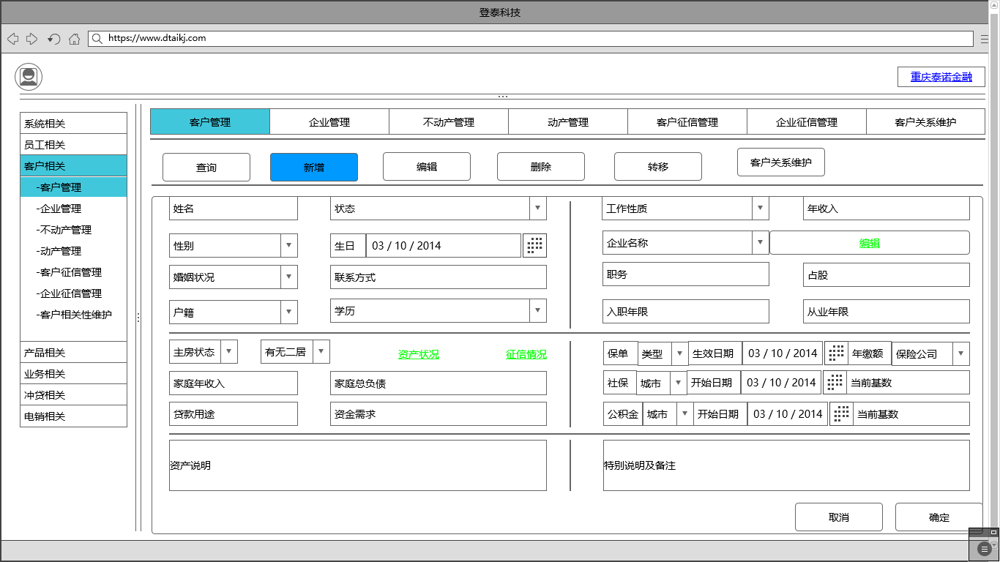 登泰科技
https://www.dtaikj.com
重庆泰诺金融
系统相关
员工相关
客户相关
-客户管理
-企业管理
-不动产管理
-动产管理
-客户征信管理
-企业征信管理
-客户相关性维护
产品相关
业务相关
冲贷相关
电销相关
客户管理 企业管理 不动产管理 动产管理 客户征信管理 企业征信管理 客户关系维护
查询 新增 编辑 删除 转移 客户关系维护
姓名 状态 工作性质 年收入
性别 生日 03 / 10 / 2014 企业名称 编辑
婚姻状况 联系方式 职务 占股
户籍 学历 入职年限 从业年限
主房状态 有无二居 资产状况 征信情况 保单 类型 生效日期 03 / 10 / 2014 年缴额 保险公司
家庭年收入 家庭总负债 社保 城市 开始日期 03 / 10 / 2014 当前基数
贷款用途 资金需求 公积金 城市 开始日期 03 / 10 / 2014 当前基数
资产说明 特别说明及备注
取消 确定